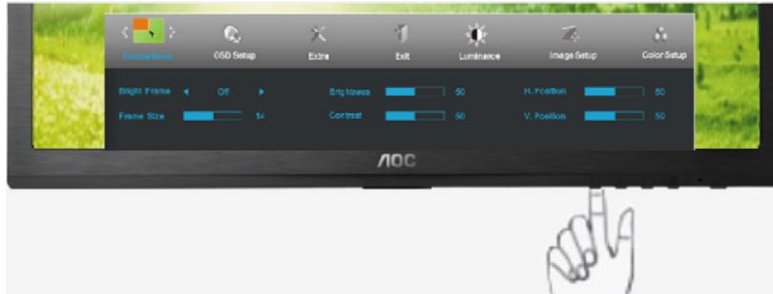 Picture Boost OSD Setup Extra Exit Luminance Image Setup Color Setup
Bright Frame Off Brightness 50 H. Position 50
Frame Size 14 Contrast 50 V. Position 50
AOC